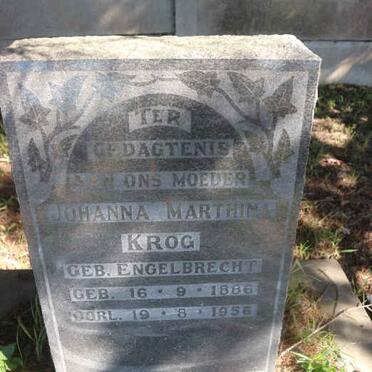 TER
GEDAGTENIS
VAN ONS MOEDER
JOHANNA MARTHINA
KROG
GEB. ENGELBRECHT
GEB. 16 · 9 · 1886
OORL. 19 · 8 · 1956